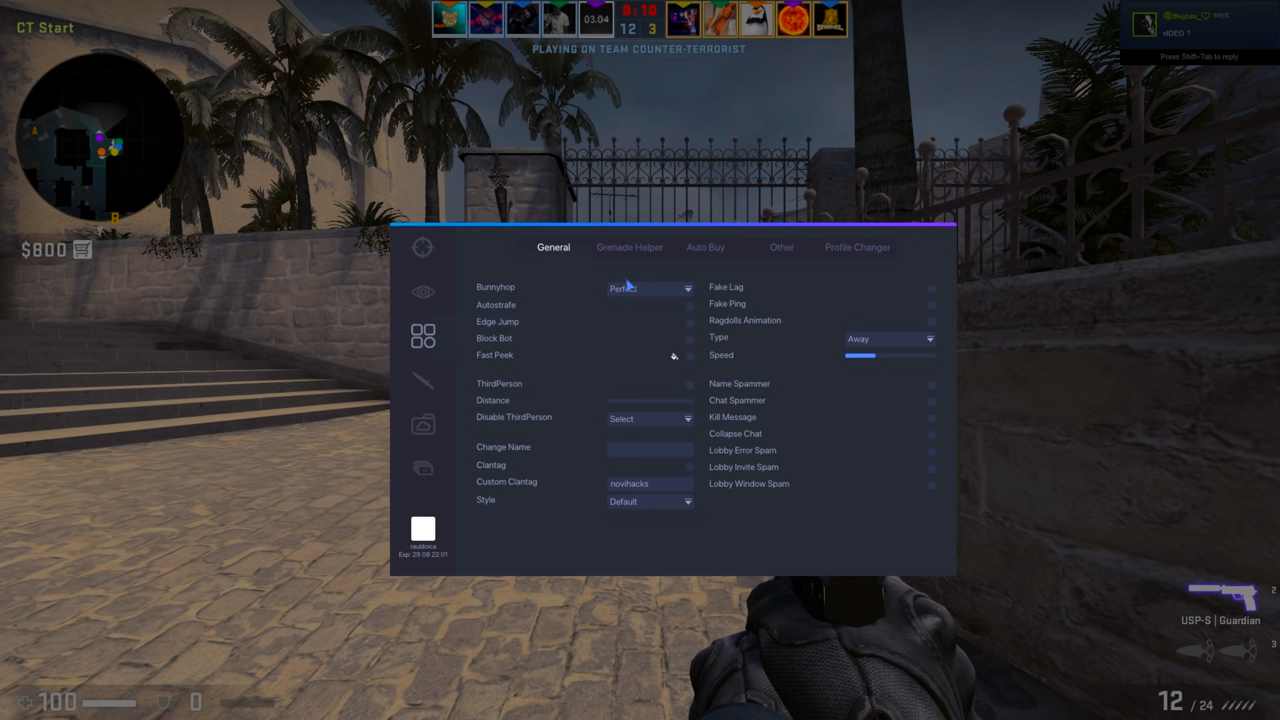 CT Start
03.04
0:10
12 3
PLAYING ON TEAM COUNTER-TERRORIST
says
vIDEO ?
Press Shift+Tab to reply
A
$800
General Grenade Helper Auto Buy Other Profile Changer
Bunnyhop Perfect Fake Lag
Autostrafe Fake Ping
Edge Jump Ragdolls Animation
Block Bot Type Away
Fast Peek Speed
ThirdPerson Name Spammer
Distance Chat Spammer
Disable ThirdPerson Select Kill Message
Collapse Chat
Change Name Lobby Error Spam
Clantag Lobby Invite Spam
Custom Clantag novihacks Lobby Window Spam
Style Default
rauldoica
Exp: 29.08 22:01
2
USP-S | Guardian
3
100 0
12 / 24